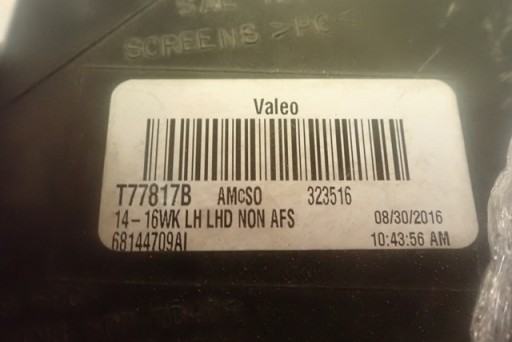 SCREENS >PC<
Valeo
T77817B AMcSO 323516
14-16WK LH LHD NON AFS 08/30/2016
68144709AI 10:43:56 AM